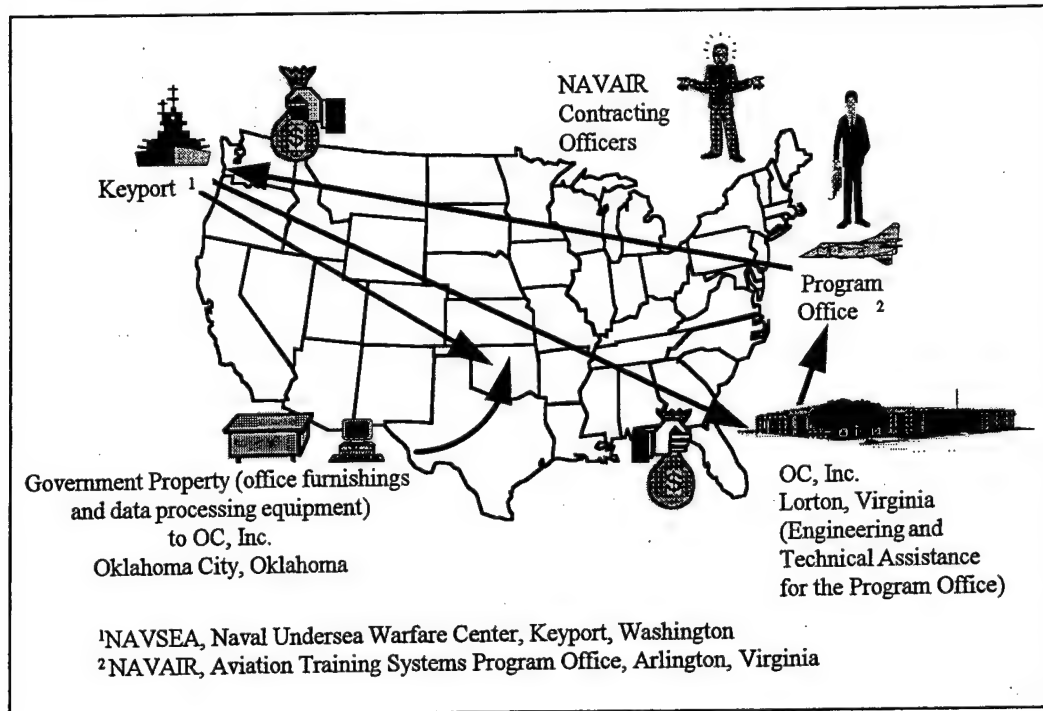 NAVAIR
Contracting
Officers
Keyport ¹
Program
Office ²
$
$
Government Property (office furnishings
and data processing equipment)
to OC, Inc.
Oklahoma City, Oklahoma
OC, Inc.
Lorton, Virginia
(Engineering and
Technical Assistance
for the Program Office)
¹NAVSEA, Naval Undersea Warfare Center, Keyport, Washington
²NAVAIR, Aviation Training Systems Program Office, Arlington, Virginia